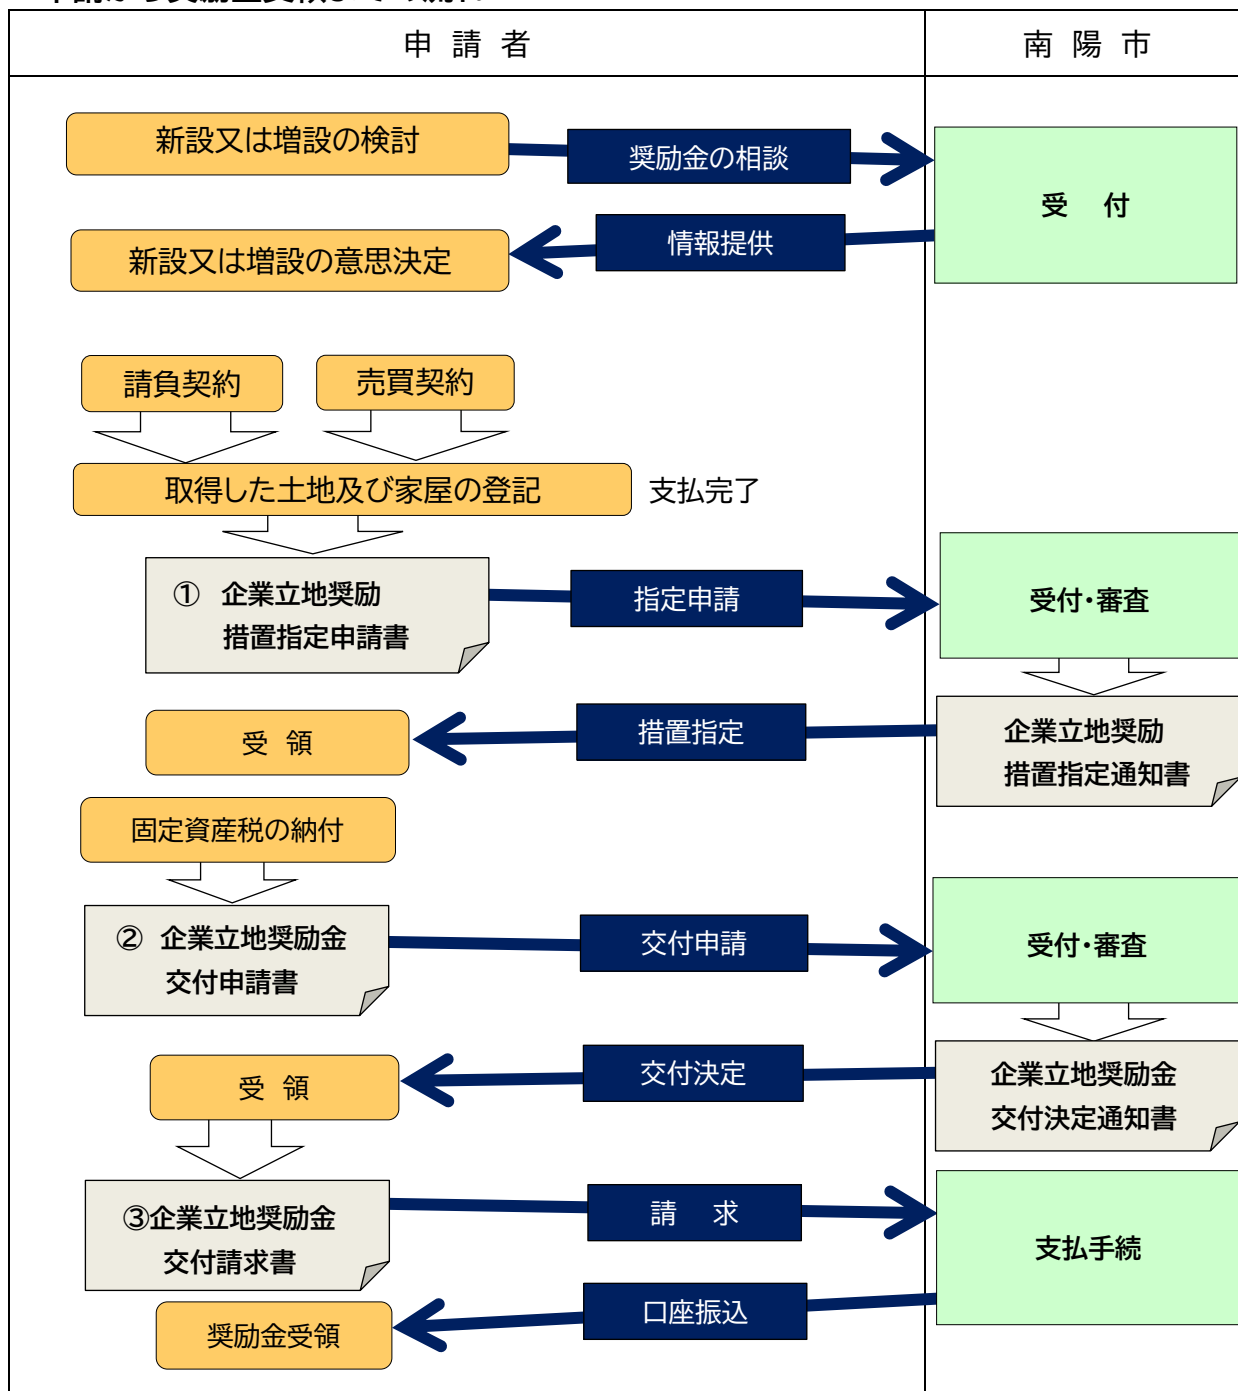 申請者
南陽市
新設又は増設の検討
奨励金の相談
受　付
情報提供
新設又は増設の意思決定
請負契約
売買契約
取得した土地及び家屋の登記
支払完了
① 企業立地奨励
措置指定申請書
指定申請
受付・審査
受 領
措置指定
企業立地奨励
措置指定通知書
固定資産税の納付
② 企業立地奨励金
交付申請書
交付申請
受付・審査
受 領
交付決定
企業立地奨励金
交付決定通知書
③企業立地奨励金
交付請求書
請　求
支払手続
口座振込
奨励金受領